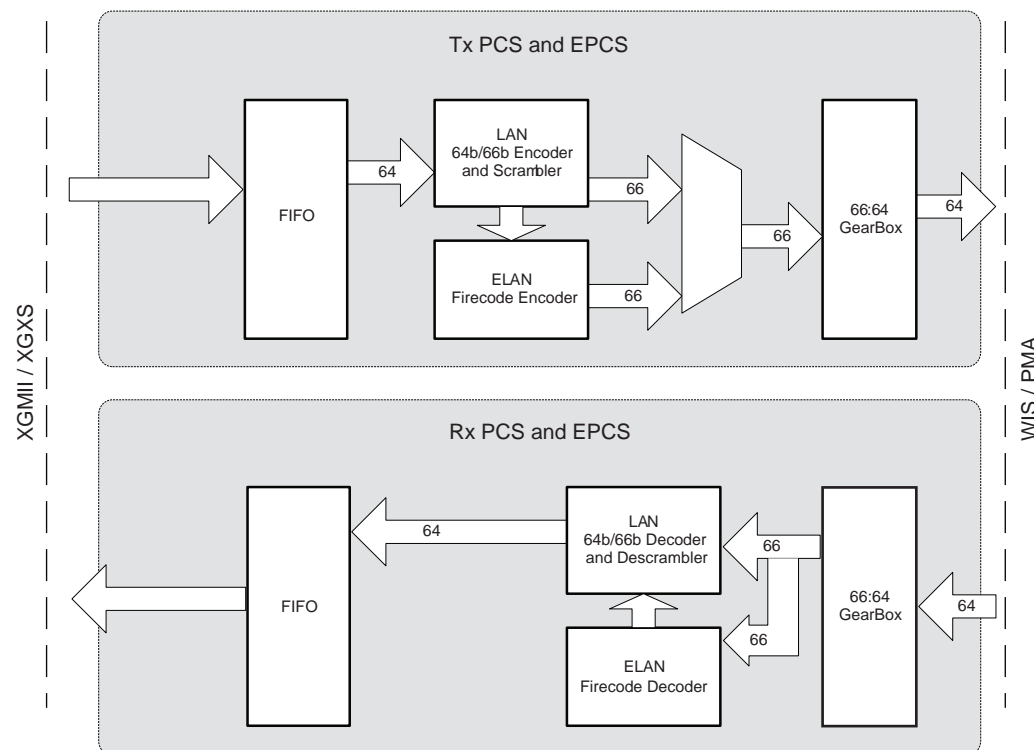 Tx PCS and EPCS
FIFO
64
LAN
64b/66b Encoder
and Scrambler
66
ELAN
Firecode Encoder
66
66
66:64
GearBox
64
XGMII / XGXS
WIS / PMA
Rx PCS and EPCS
FIFO
64
LAN
64b/66b Decoder
and Descrambler
66
ELAN
Firecode Decoder
66
66:64
GearBox
64